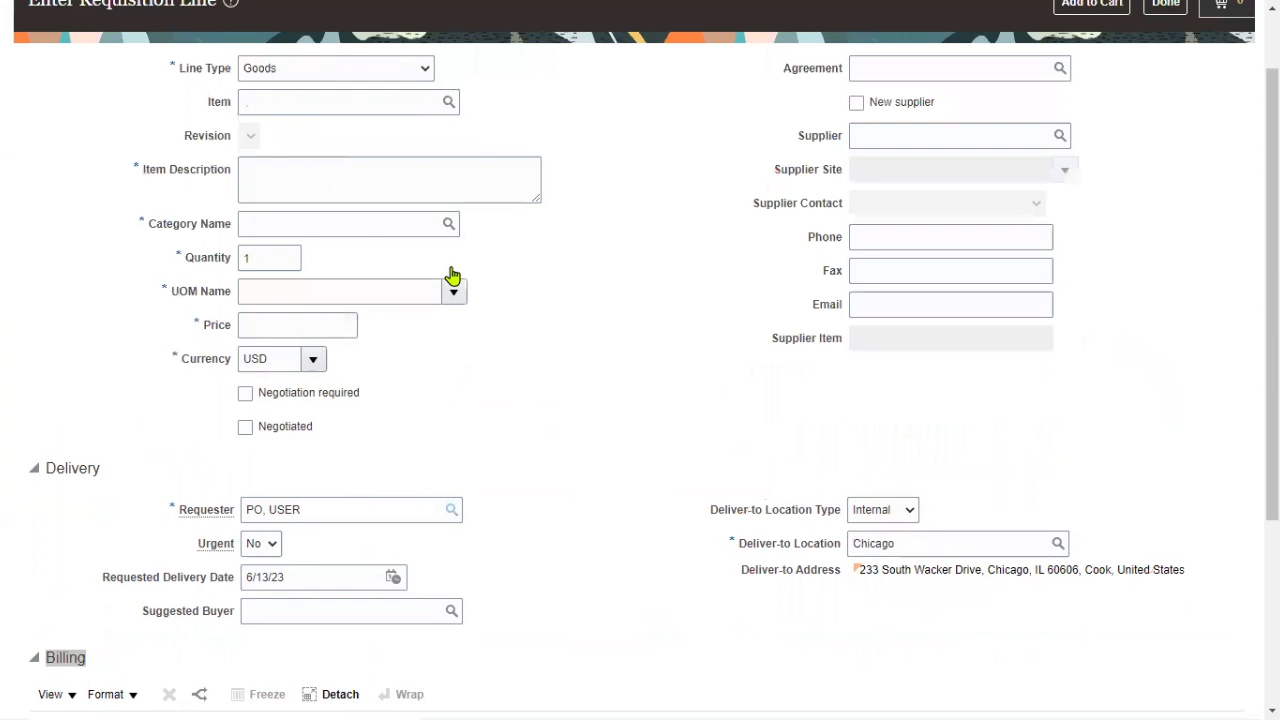 Enter Requisition Line
Add to Cart
Done
0
* Line Type
Goods
Item
.
Revision
* Item Description
* Category Name
* Quantity
1
* UOM Name
* Price
* Currency
USD
Negotiation required
Negotiated
Agreement
New supplier
Supplier
Supplier Site
Supplier Contact
Phone
Fax
Email
Supplier Item
Delivery
* Requester
PO, USER
Urgent
No
Requested Delivery Date
6/13/23
Suggested Buyer
Deliver-to Location Type
Internal
* Deliver-to Location
Chicago
Deliver-to Address
233 South Wacker Drive, Chicago, IL 60606, Cook, United States
Billing
View
Format
Freeze
Detach
Wrap